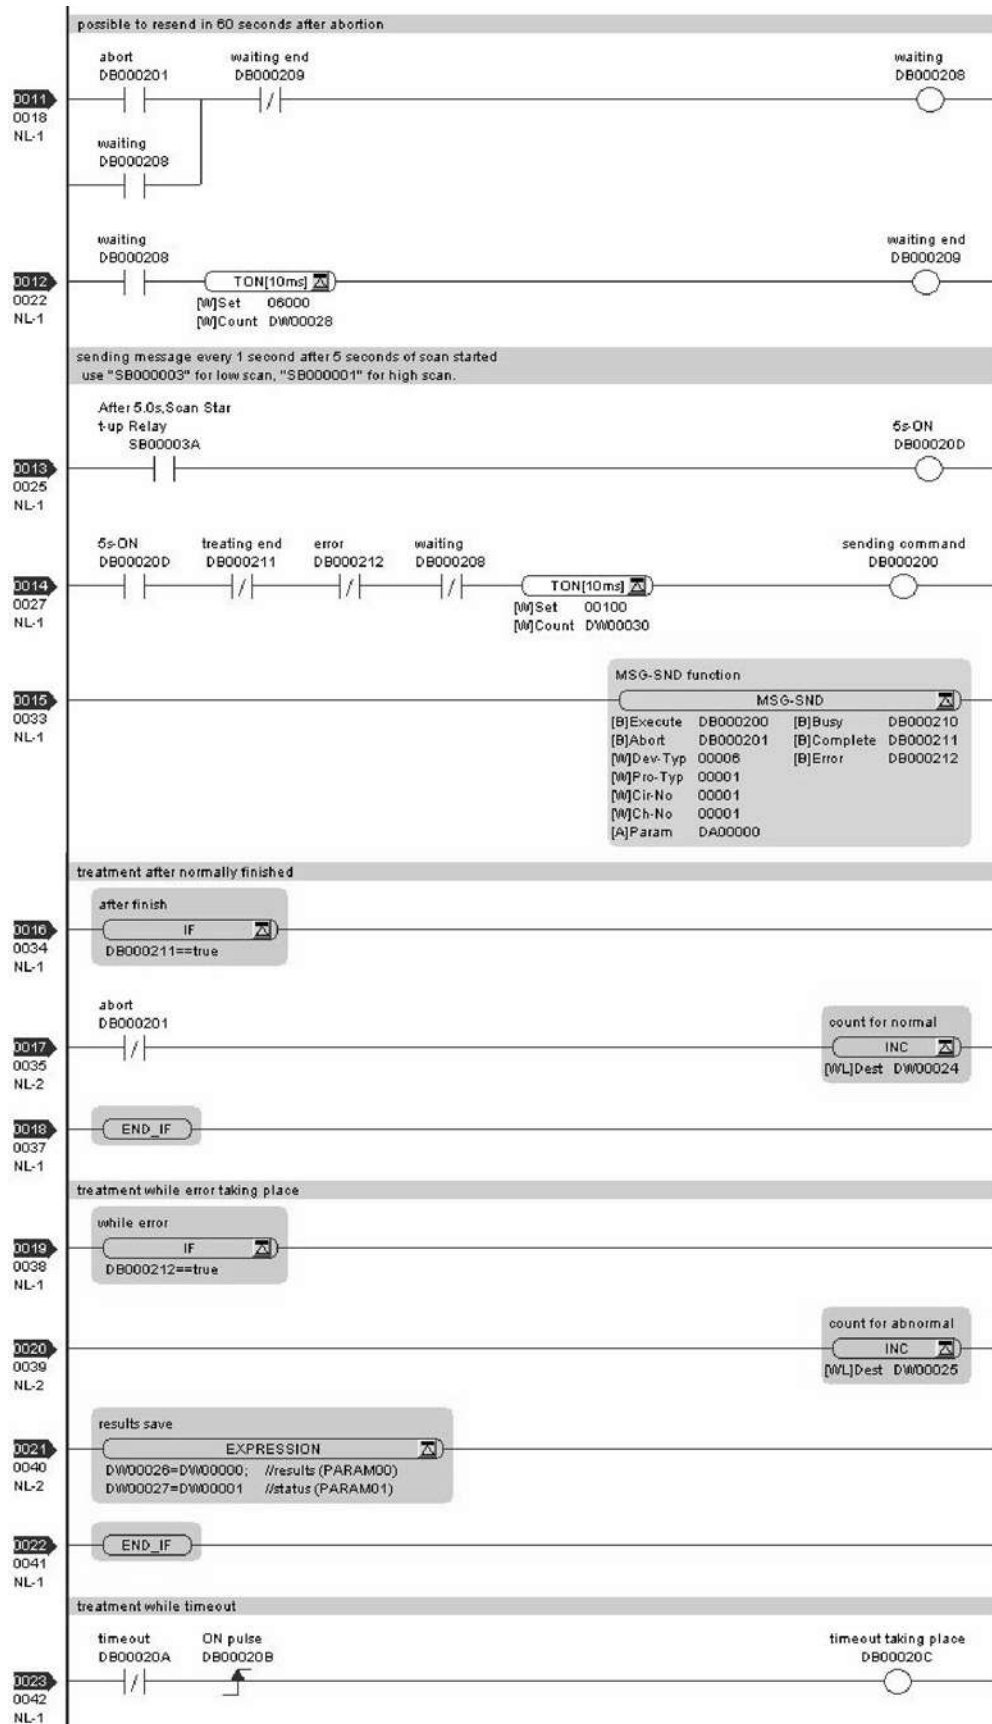 possible to resend in 60 seconds after abortion
abort
DB000201
waiting end
DB000209
waiting
DB000208
0011
0018
NL-1
waiting
DB000208
waiting
DB000208
waiting end
DB000209
0012
0022
NL-1
TON[10ms]
[W]Set 06000
[W]Count DW00028
sending message every 1 second after 5 seconds of scan started
use "SB000003" for low scan, "SB000001" for high scan.
After 5.0s,Scan Star
t-up Relay
SB00003A
5s-ON
DB00020D
0013
0025
NL-1
5s-ON
DB00020D
treating end
DB000211
error
DB000212
waiting
DB000208
sending command
DB000200
0014
0027
NL-1
TON[10ms]
[W]Set 00100
[W]Count DW00030
MSG-SND function
0015
0033
NL-1
MSG-SND
[B]Execute DB000200 [B]Busy DB000210
[B]Abort DB000201 [B]Complete DB000211
[W]Dev-Typ 00006 [B]Error DB000212
[W]Pro-Typ 00001
[W]Cir-No 00001
[W]Ch-No 00001
[A]Param DA00000
treatment after normally finished
after finish
0016
0034
NL-1
IF
DB000211==true
abort
DB000201
count for normal
0017
0035
NL-2
INC
[WL]Dest DW00024
0018
0037
NL-1
END_IF
treatment while error taking place
while error
0019
0038
NL-1
IF
DB000212==true
count for abnormal
0020
0039
NL-2
INC
[WL]Dest DW00025
results save
0021
0040
NL-2
EXPRESSION
DW00026=DW00000; //results (PARAM00)
DW00027=DW00001 //status (PARAM01)
0022
0041
NL-1
END_IF
treatment while timeout
timeout
DB00020A
ON pulse
DB00020B
timeout taking place
DB00020C
0023
0042
NL-1